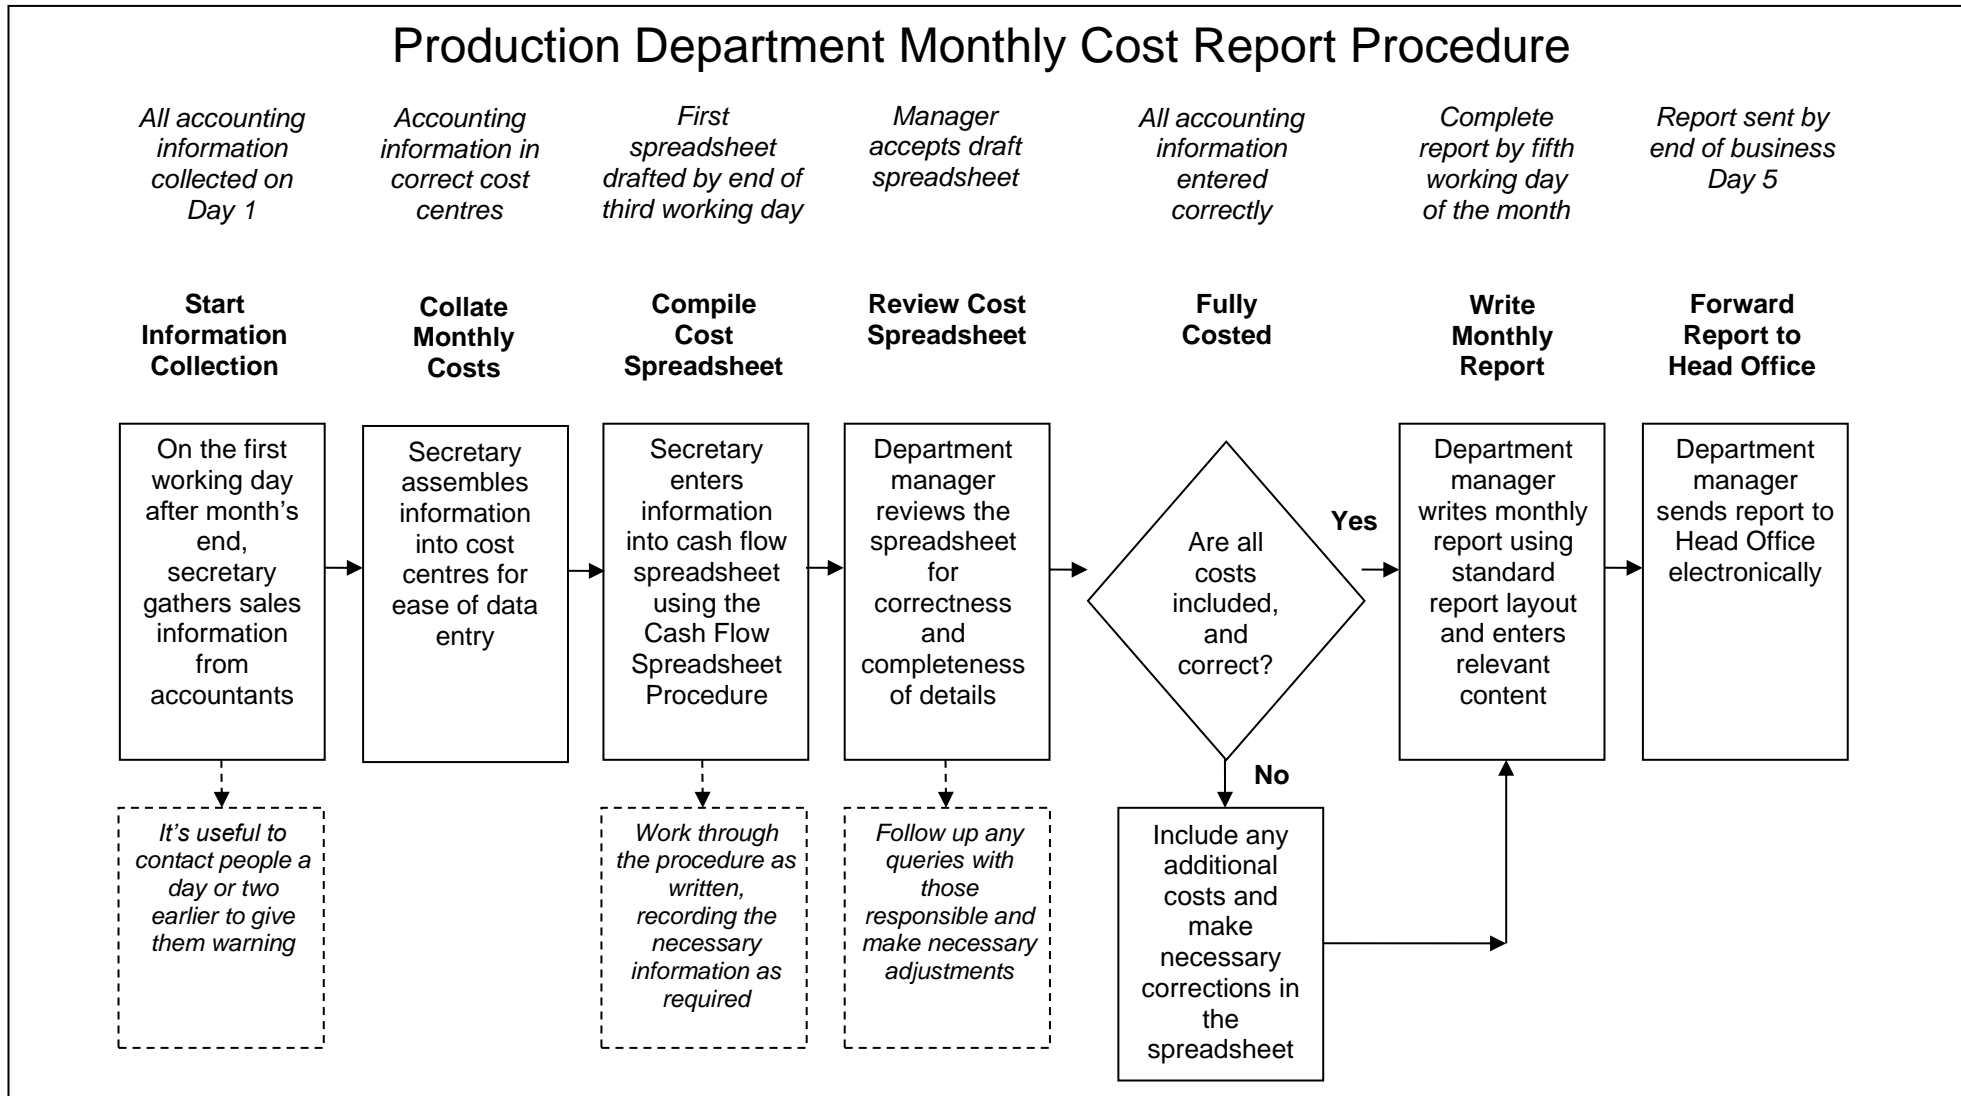 Production Department Monthly Cost Report Procedure
All accounting
information
collected on
Day 1
Accounting
information in
correct cost
centres
First
spreadsheet
drafted by end of
third working day
Manager
accepts draft
spreadsheet
All accounting
information
entered
correctly
Complete
report by fifth
working day
of the month
Report sent by
end of business
Day 5
Start
Information
Collection
Collate
Monthly
Costs
Compile
Cost
Spreadsheet
Review Cost
Spreadsheet
Fully
Costed
Write
Monthly
Report
Forward
Report to
Head Office
On the first
working day
after month’s
end,
secretary
gathers sales
information
from
accountants
Secretary
assembles
information
into cost
centres for
ease of data
entry
Secretary
enters
information
into cash flow
spreadsheet
using the
Cash Flow
Spreadsheet
Procedure
Department
manager
reviews the
spreadsheet
for
correctness
and
completeness
of details
Are all
costs
included,
and
correct?
Yes
Department
manager
writes monthly
report using
standard
report layout
and enters
relevant
content
Department
manager
sends report to
Head Office
electronically
No
It’s useful to
contact people a
day or two
earlier to give
them warning
Work through
the procedure as
written,
recording the
necessary
information as
required
Follow up any
queries with
those
responsible and
make necessary
adjustments
Include any
additional
costs and
make
necessary
corrections in
the
spreadsheet